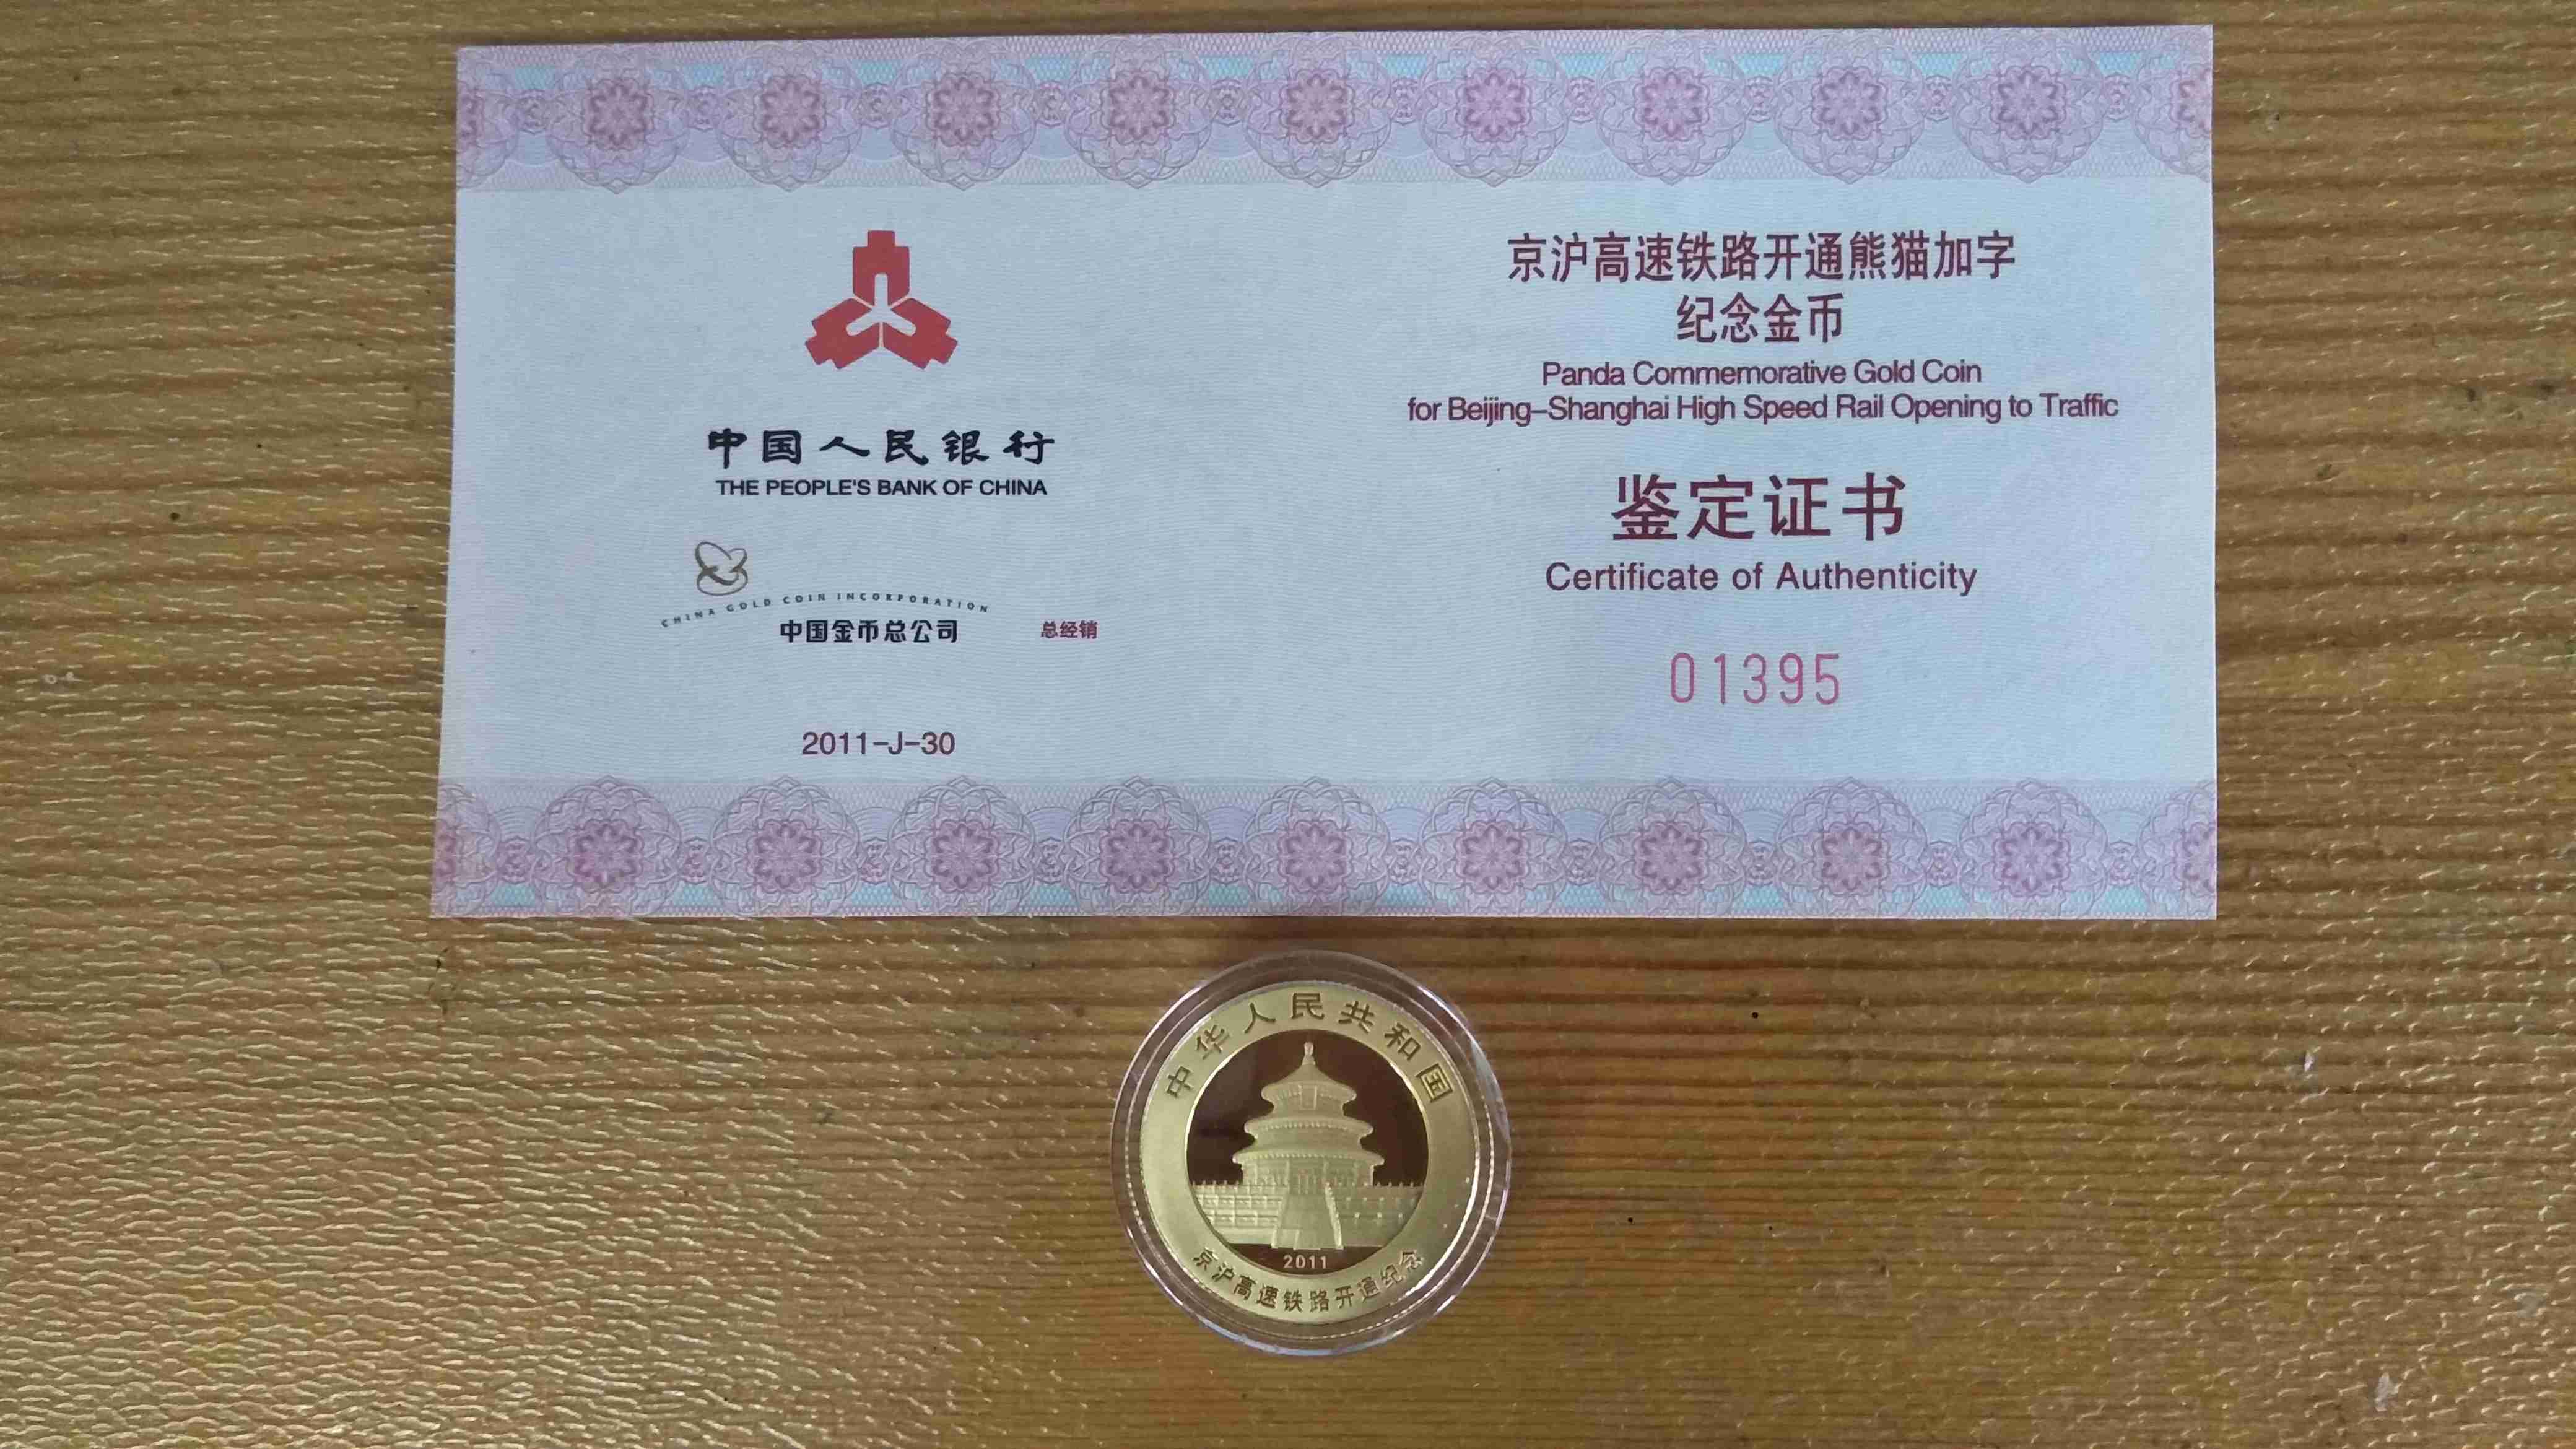 中国人民银行
THE PEOPLE'S BANK OF CHINA
CHINA GOLD COIN INCORPORATION
中国金币总公司 总经销
2011-J-30
京沪高速铁路开通熊猫加字
纪念金币
Panda Commemorative Gold Coin
for Beijing-Shanghai High Speed Rail Opening to Traffic
鉴定证书
Certificate of Authenticity
01395
中华人民共和国
2011
京沪高速铁路开通纪念